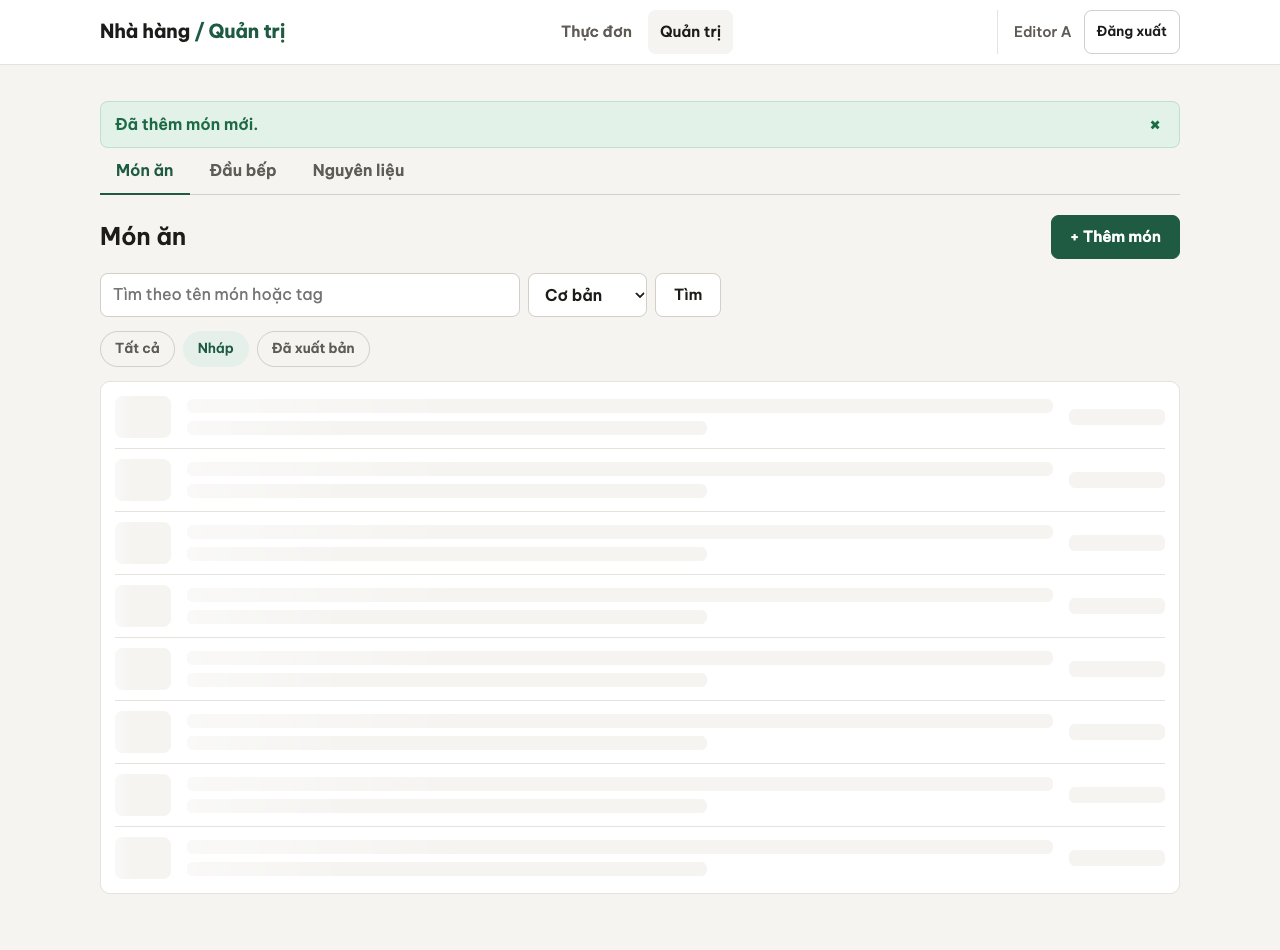 Nhà hàng / Quản trị
Thực đơn
Quản trị
Editor A
Đăng xuất
Đã thêm món mới.
Món ăn
Đầu bếp
Nguyên liệu
Món ăn
+ Thêm món
Tìm theo tên món hoặc tag
Cơ bản
Tìm
Tất cả
Nháp
Đã xuất bản